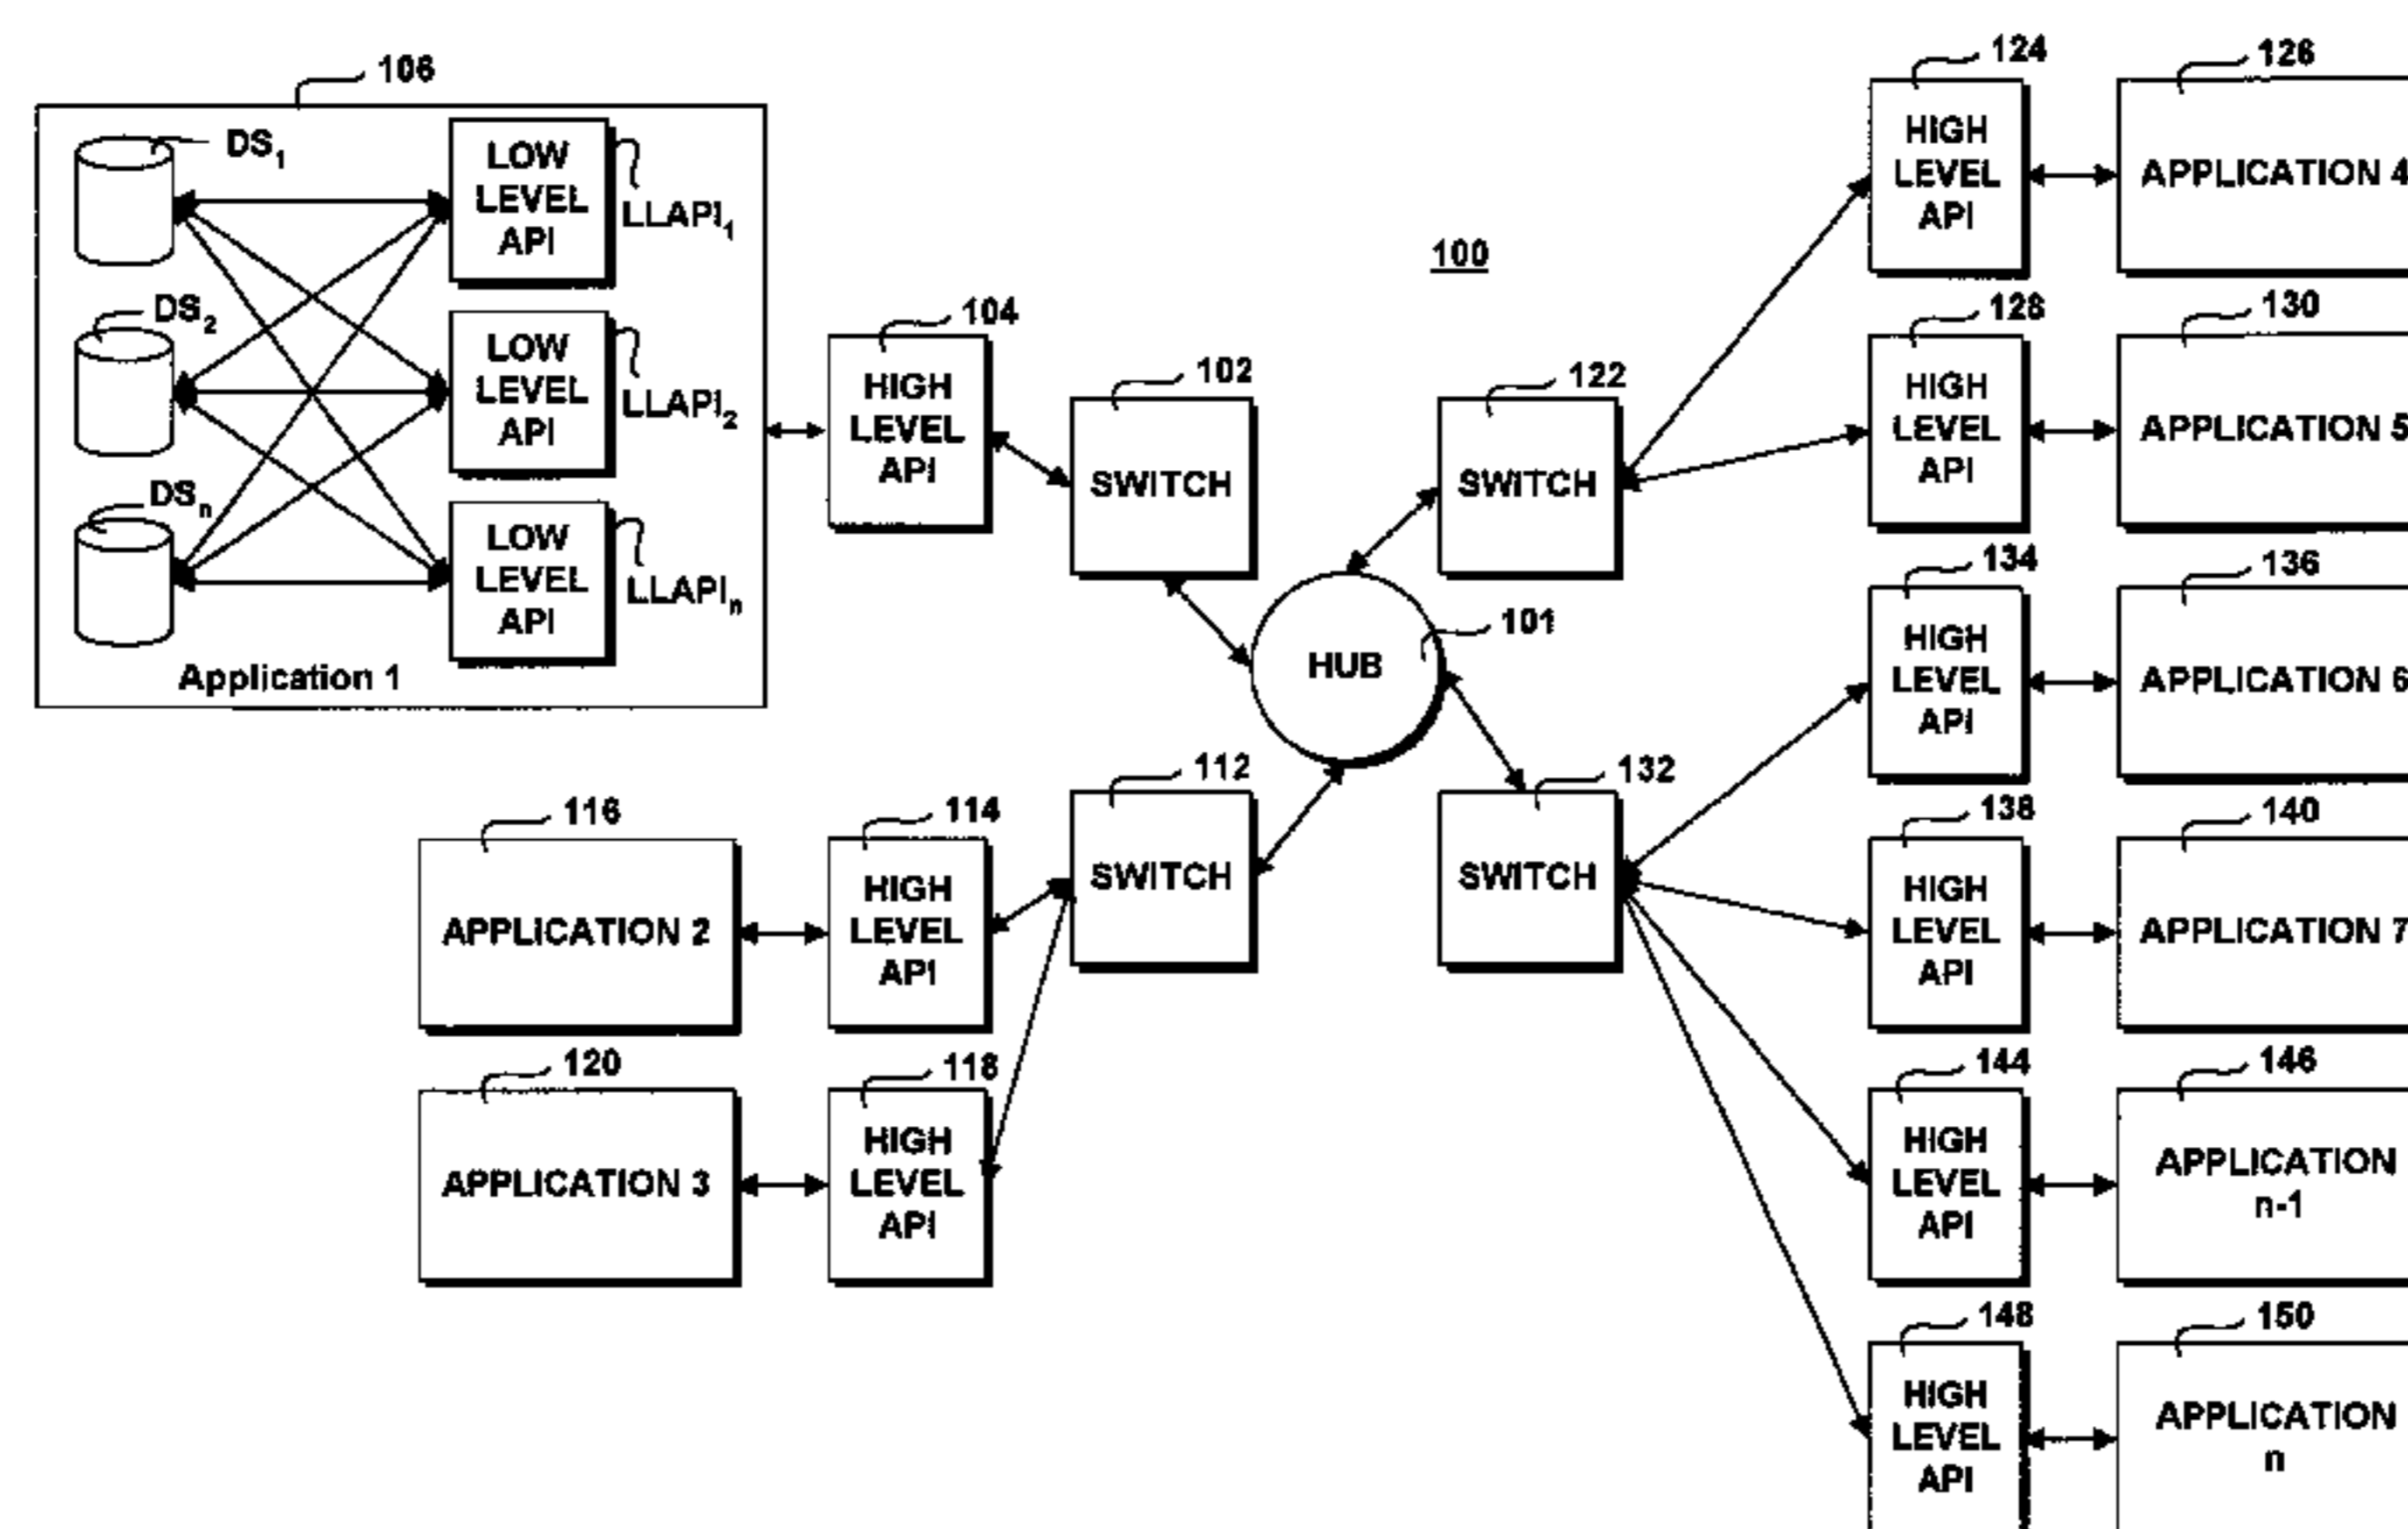 106
DS1
LOW
LEVEL
API
LLAPI1
DS2
LOW
LEVEL
API
LLAPI2
DSn
LOW
LEVEL
API
LLAPIn
Application 1
104
HIGH
LEVEL
API
102
SWITCH
100
122
SWITCH
101
HUB
112
SWITCH
132
SWITCH
116
APPLICATION 2
114
HIGH
LEVEL
API
120
APPLICATION 3
118
HIGH
LEVEL
API
124
HIGH
LEVEL
API
126
APPLICATION 4
128
HIGH
LEVEL
API
130
APPLICATION 5
134
HIGH
LEVEL
API
136
APPLICATION 6
138
HIGH
LEVEL
API
140
APPLICATION 7
144
HIGH
LEVEL
API
146
APPLICATION
n-1
148
HIGH
LEVEL
API
150
APPLICATION
n